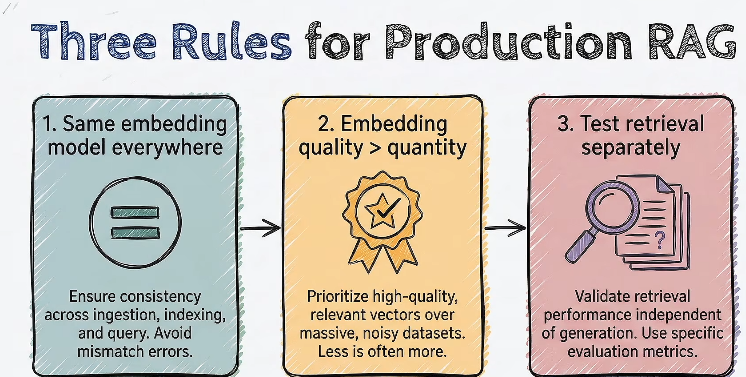 Three Rules for Production RAG
1. Same embedding
model everywhere
Ensure consistency
across ingestion, indexing,
and query. Avoid
mismatch errors.
2. Embedding
quality > quantity
Prioritize high-quality,
relevant vectors over
massive, noisy datasets.
Less is often more.
3. Test retrieval
separately
?
Validate retrieval
performance independent
of generation. Use specific
evaluation metrics.